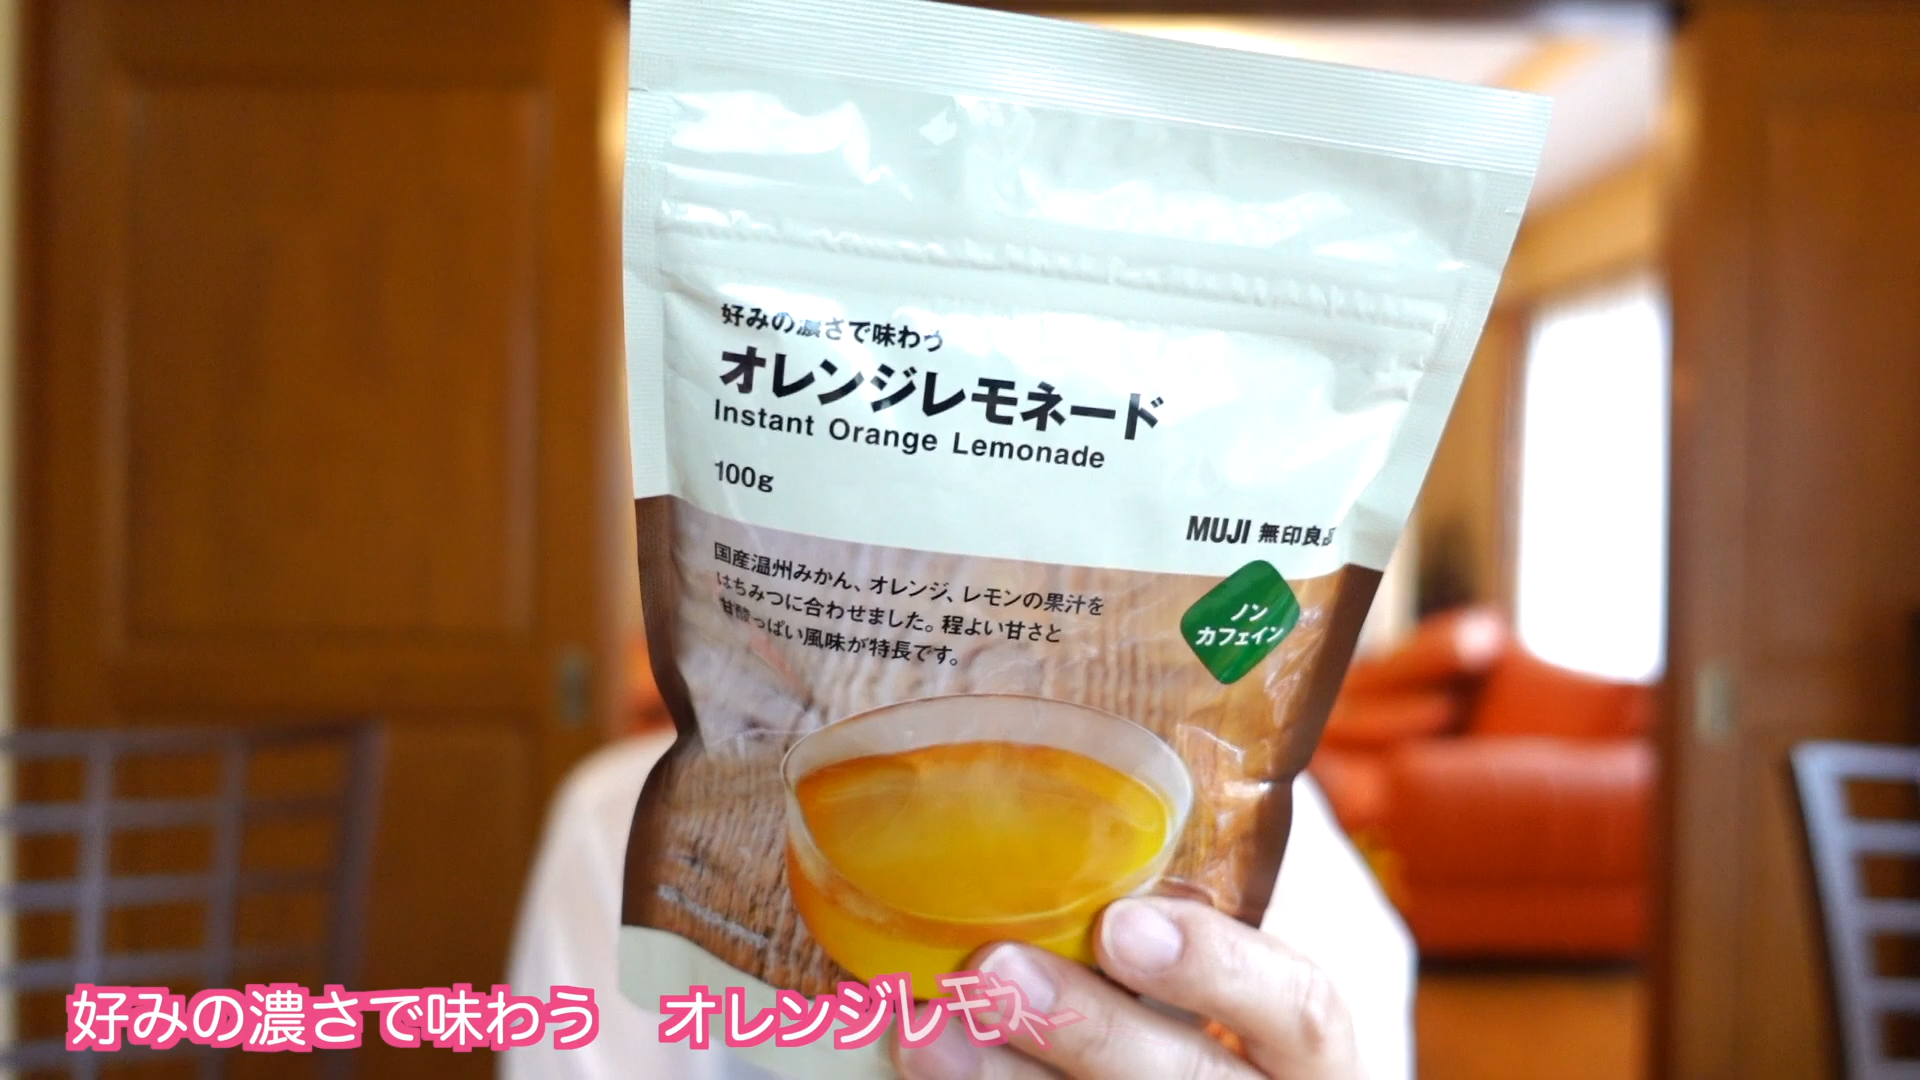 好みの濃さで味わう
オレンジレモネード
Instant Orange Lemonade
100g
MUJI 無印良品
国産温州みかん、オレンジ、レモンの果汁を
はちみつに合わせました。程よい甘さと
甘酸っぱい風味が特長です。
ノン
カフェイン
好みの濃さで味わう　オレンジレモネー